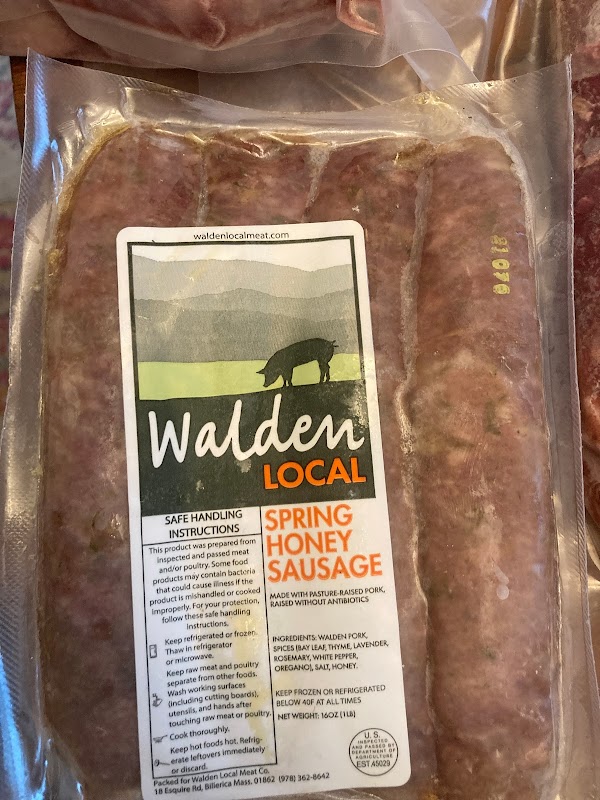 waldenlocalmeat.com
Walden
LOCAL
SAFE HANDLING
INSTRUCTIONS
This product was prepared from
inspected and passed meat
and/or poultry. Some food
products may contain bacteria
that could cause illness if the
product is mishandled or cooked
improperly. For your protection,
follow these safe handling
instructions.
Keep refrigerated or frozen.
Thaw in refrigerator
or microwave.
Keep raw meat and poultry
separate from other foods.
Wash working surfaces
(including cutting boards),
utensils, and hands after
touching raw meat or poultry.
Cook thoroughly.
Keep hot foods hot. Refrig-
erate leftovers immediately
or discard.
SPRING
HONEY
SAUSAGE
MADE WITH PASTURE-RAISED PORK,
RAISED WITHOUT ANTIBIOTICS
INGREDIENTS: WALDEN PORK,
SPICES (BAY LEAF, THYME, LAVENDER,
ROSEMARY, WHITE PEPPER,
OREGANO), SALT, HONEY.
KEEP FROZEN OR REFRIGERATED
BELOW 40F AT ALL TIMES
NET WEIGHT: 16OZ (1LB)
U.S.
INSPECTED
AND PASSED BY
DEPARTMENT OF
AGRICULTURE
EST.45029
Packed for Walden Local Meat Co.
18 Esquire Rd, Billerica Mass. 01862 (978) 362-8642
21070